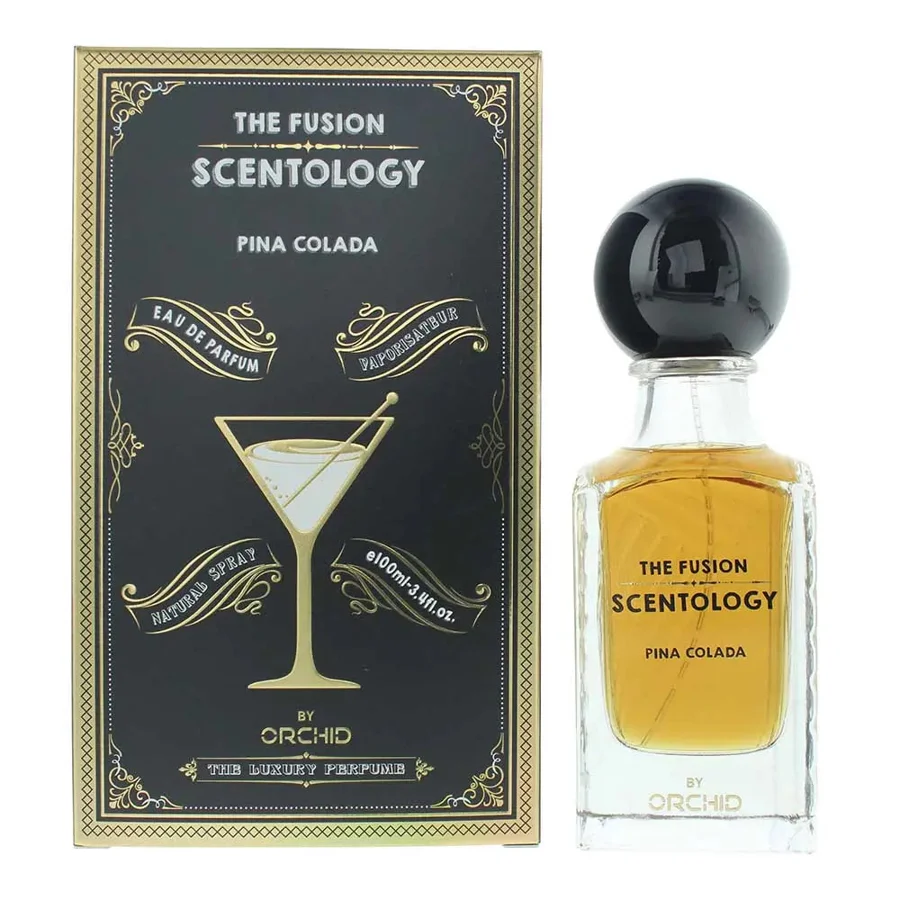 THE FUSION
SCENTOLOGY
PINA COLADA
EAU DE PARFUM
VAPORISATEUR
NATURAL SPRAY
e100ml-3.4fl.oz.
BY
ORCHID
THE LUXURY PERFUME
THE FUSION
SCENTOLOGY
PINA COLADA
BY
ORCHID